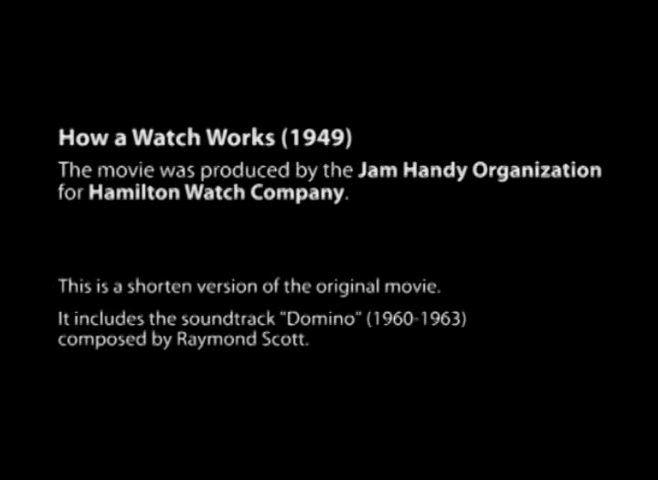 How a Watch Works (1949)
The movie was produced by the Jam Handy Organization
for Hamilton Watch Company.
This is a shorten version of the original movie.
It includes the soundtrack "Domino" (1960-1963)
composed by Raymond Scott.